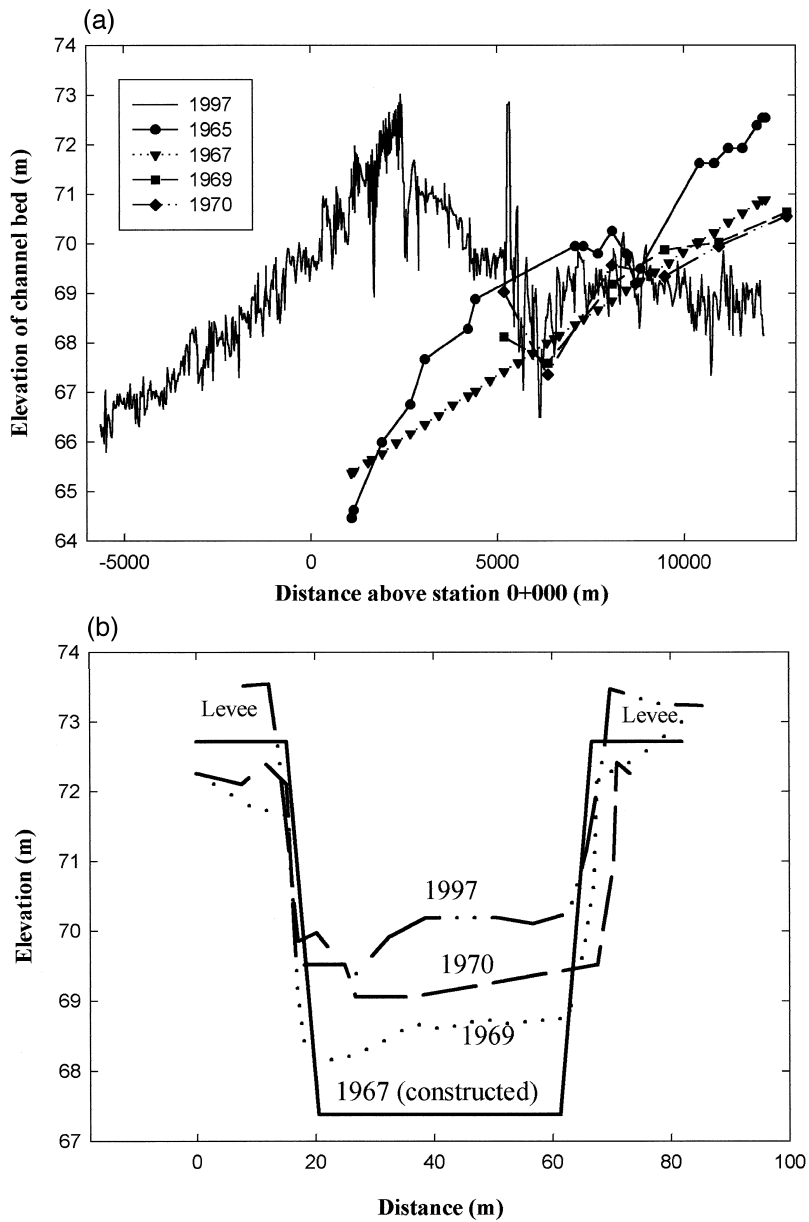 (a)
74
73
72
71
70
69
68
67
66
65
64
Elevation of channel bed (m)
1997
1965
1967
1969
1970
-5000 0 5000 10000
Distance above station 0+000 (m)
(b)
74
73
72
71
70
69
68
67
Elevation (m)
Levee
Levee
1997
1970
1969
1967 (constructed)
0 20 40 60 80 100
Distance (m)